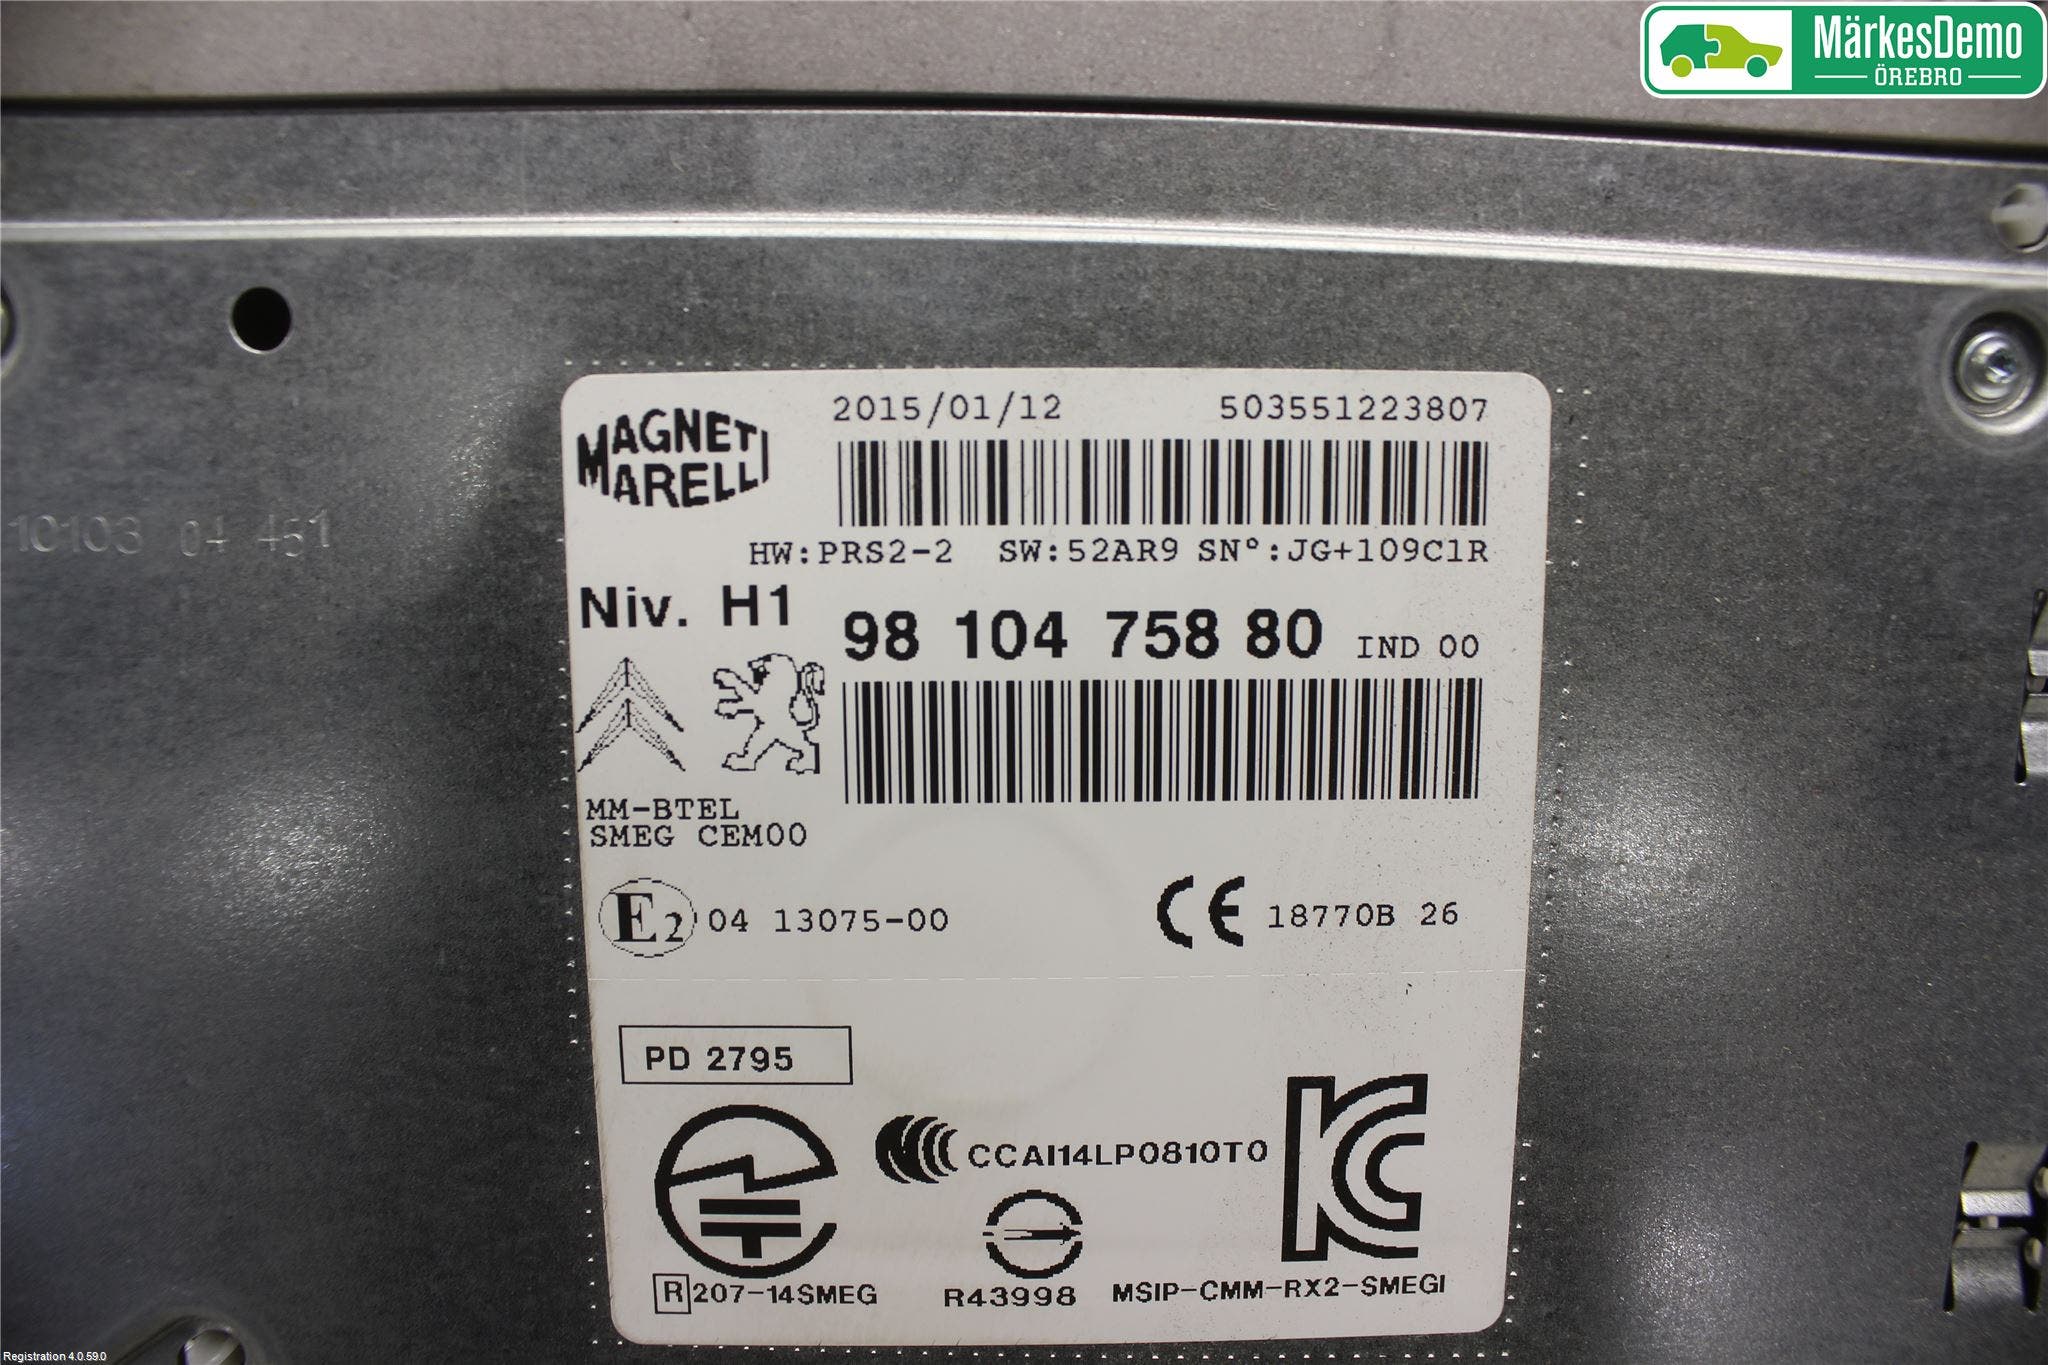 MärkesDemo
ÖREBRO
10103 04 451
MAGNETI
MARELLI
2015/01/12 503551223807
HW:PRS2-2 SW:52AR9 SN°:JG+109C1R
Niv. H1
98 104 758 80 IND 00
MM-BTEL
SMEG CEM00
E2 04 13075-00
CE 18770B 26
PD 2795
CCAI14LP0810T0
R 207-14SMEG
R43998
KC
MSIP-CMM-RX2-SMEGI
Registration 4.0.59.0